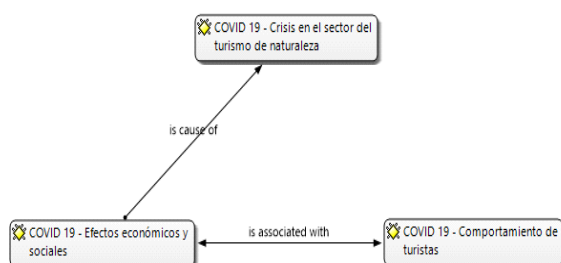 COVID 19 - Crisis en el sector del
turismo de naturaleza
is cause of
COVID 19 - Efectos económicos y
sociales
is associated with
COVID 19 - Comportamiento de
turistas